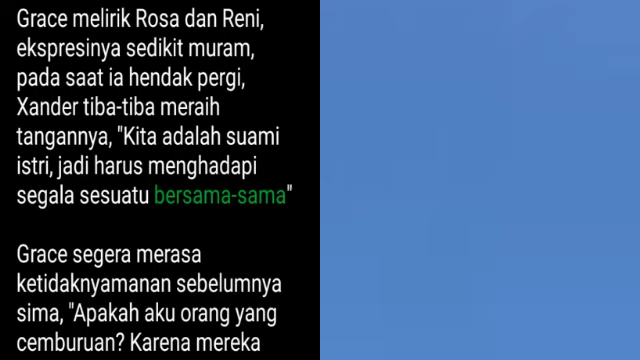 Grace melirik Rosa dan Reni,
ekspresinya sedikit muram,
pada saat ia hendak pergi,
Xander tiba-tiba meraih
tangannya, "Kita adalah suami
istri, jadi harus menghadapi
segala sesuatu bersama-sama"
Grace segera merasa
ketidaknyamanan sebelumnya
sima, "Apakah aku orang yang
cemburuan? Karena mereka